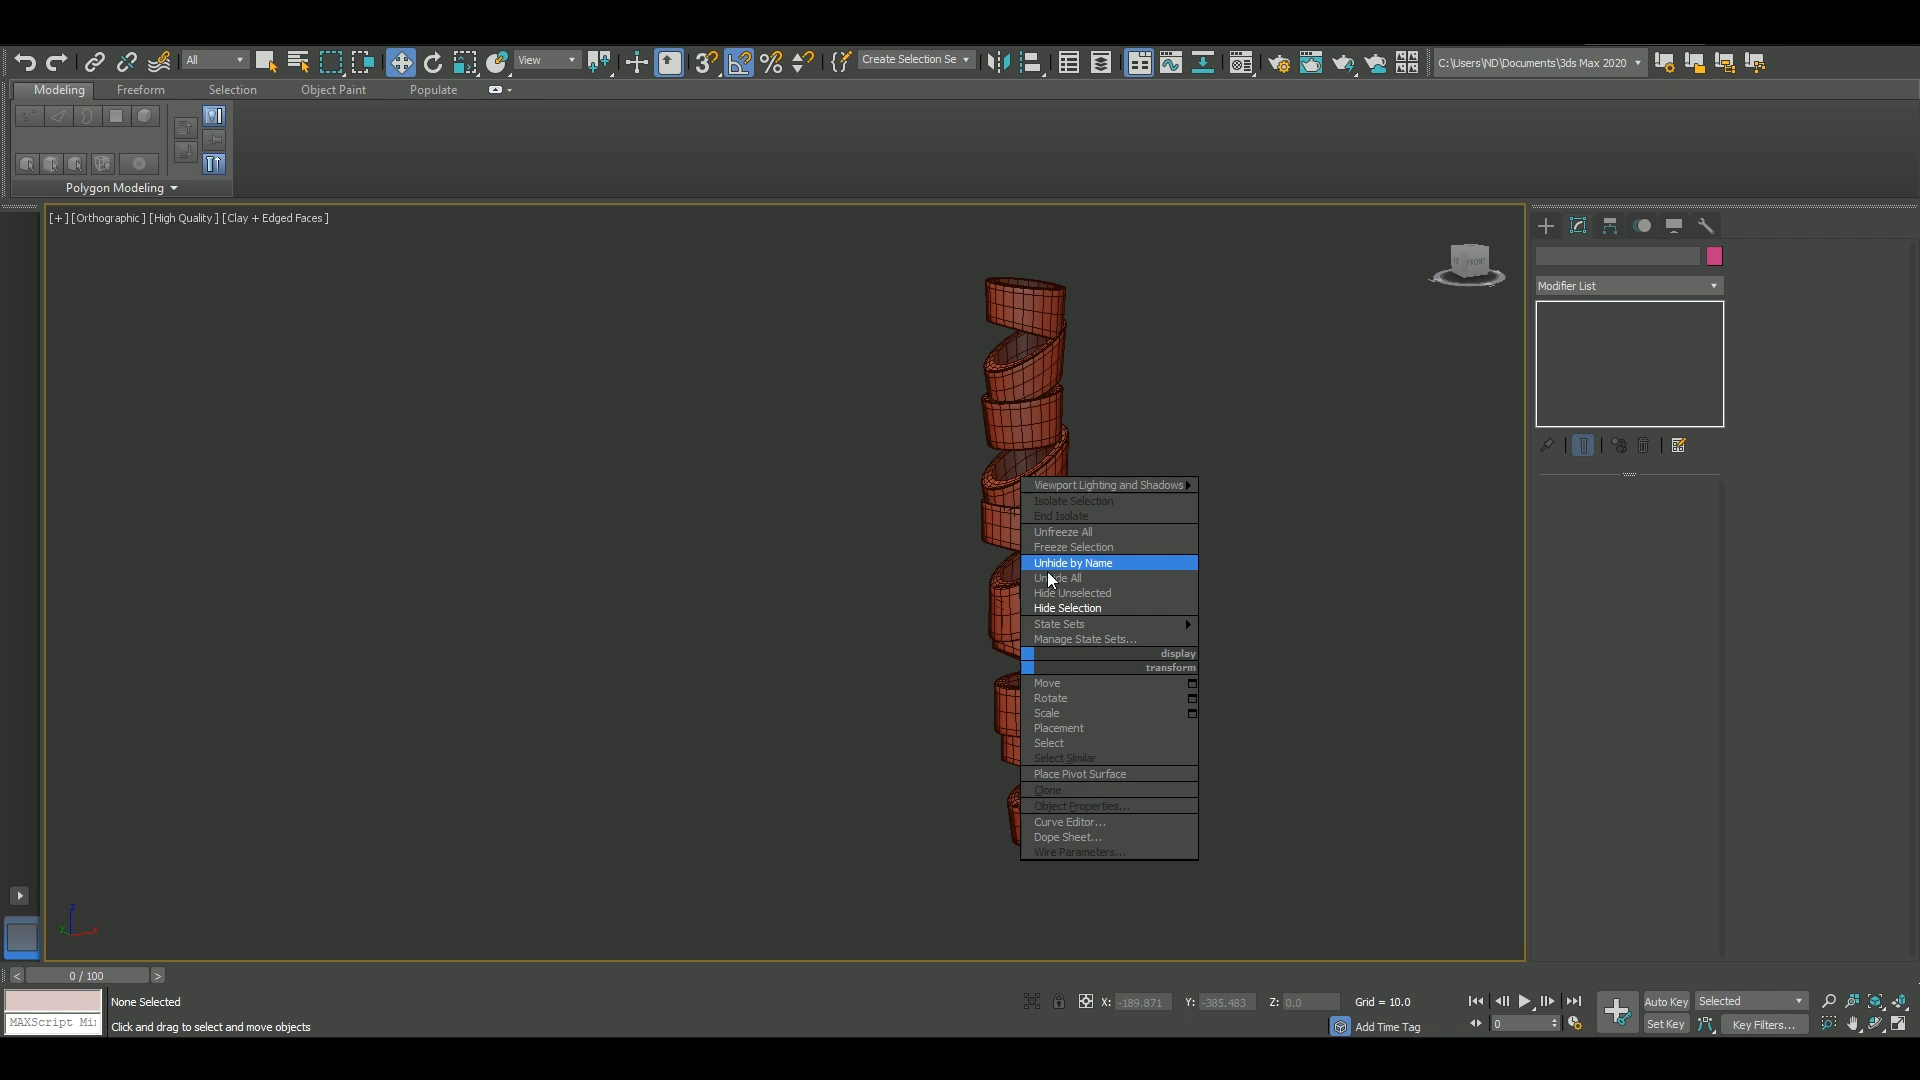 All
View
Create Selection Se
C:\Users\ND\Documents\3ds Max 2020
Modeling
Freeform
Selection
Object Paint
Populate
Polygon Modeling
[+] [Orthographic] [High Quality] [Clay + Edged Faces]
FRONT
Modifier List
Viewport Lighting and Shadows
Isolate Selection
End Isolate
Unfreeze All
Freeze Selection
Unhide by Name
All
Hide Unselected
Hide Selection
State Sets
Manage State Sets...
display
transform
Move
Rotate
Scale
Placement
Select
Select Similar
Place Pivot Surface
Clone
Object Properties...
Curve Editor...
Dope Sheet...
Wire Parameters...
z
0 / 100
None Selected
MAXScript Mi
Click and drag to select and move objects
X: -189.871
Y: -385.483
Z: 0.0
Grid = 10.0
Add Time Tag
0
Auto Key
Selected
Set Key
Key Filters...